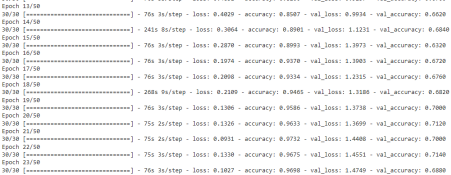 Epoch 13/50
30/30 [==============================] - 76s 3s/step - loss: 0.4029 - accuracy: 0.8507 - val_loss: 0.9934 - val_accuracy: 0.6620
Epoch 14/50
30/30 [==============================] - 241s 8s/step - loss: 0.3064 - accuracy: 0.8901 - val_loss: 1.1231 - val_accuracy: 0.6840
Epoch 15/50
30/30 [==============================] - 76s 3s/step - loss: 0.2870 - accuracy: 0.8993 - val_loss: 1.3973 - val_accuracy: 0.6320
Epoch 16/50
30/30 [==============================] - 76s 3s/step - loss: 0.1974 - accuracy: 0.9370 - val_loss: 1.3903 - val_accuracy: 0.6720
Epoch 17/50
30/30 [==============================] - 76s 3s/step - loss: 0.2098 - accuracy: 0.9334 - val_loss: 1.2315 - val_accuracy: 0.6760
Epoch 18/50
30/30 [==============================] - 268s 9s/step - loss: 0.2109 - accuracy: 0.9465 - val_loss: 1.3186 - val_accuracy: 0.6820
Epoch 19/50
30/30 [==============================] - 76s 3s/step - loss: 0.1306 - accuracy: 0.9586 - val_loss: 1.3738 - val_accuracy: 0.7000
Epoch 20/50
30/30 [==============================] - 75s 2s/step - loss: 0.1326 - accuracy: 0.9633 - val_loss: 1.3699 - val_accuracy: 0.7120
Epoch 21/50
30/30 [==============================] - 75s 2s/step - loss: 0.0931 - accuracy: 0.9732 - val_loss: 1.4408 - val_accuracy: 0.7000
Epoch 22/50
30/30 [==============================] - 75s 3s/step - loss: 0.1330 - accuracy: 0.9675 - val_loss: 1.4551 - val_accuracy: 0.7140
Epoch 23/50
30/30 [==============================] - 76s 3s/step - loss: 0.1027 - accuracy: 0.9698 - val_loss: 1.4749 - val_accuracy: 0.6880